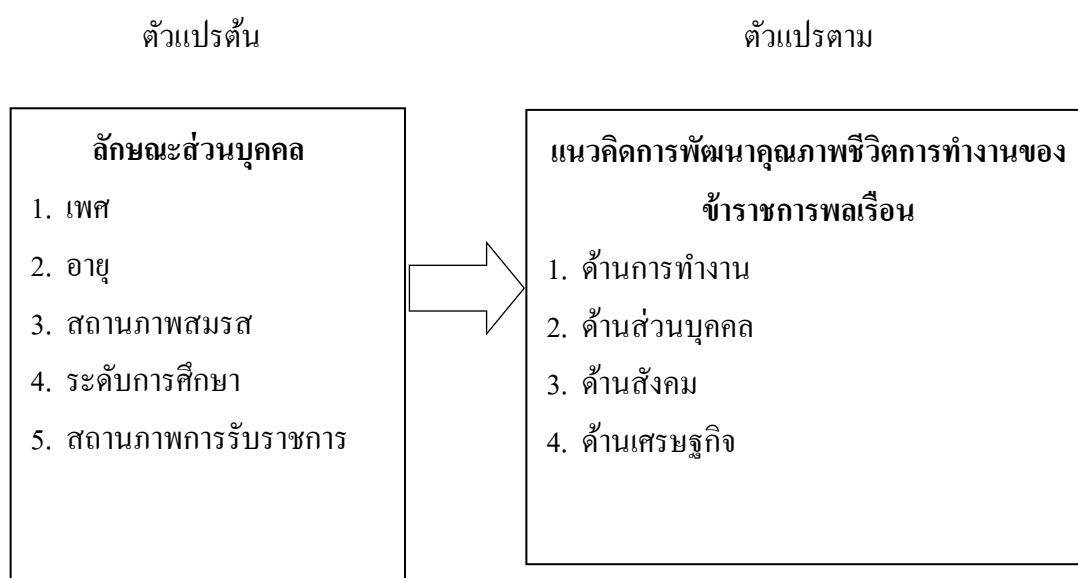 ตัวแปรต้น
ตัวแปรตาม
ลักษณะส่วนบุคคล
1. เพศ
2. อายุ
3. สถานภาพสมรส
4. ระดับการศึกษา
5. สถานภาพการรับราชการ
แนวคิดการพัฒนาคุณภาพชีวิตการทำงานของ
ข้าราชการพลเรือน
1. ด้านการทำงาน
2. ด้านส่วนบุคคล
3. ด้านสังคม
4. ด้านเศรษฐกิจ